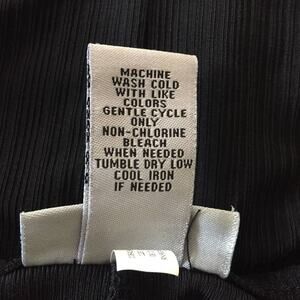 MACHINE
WASH COLD
WITH LIKE
COLORS
GENTLE CYCLE
ONLY
NON-CHLORINE
BLEACH
WHEN NEEDED
TUMBLE DRY LOW
COOL IRON
IF NEEDED